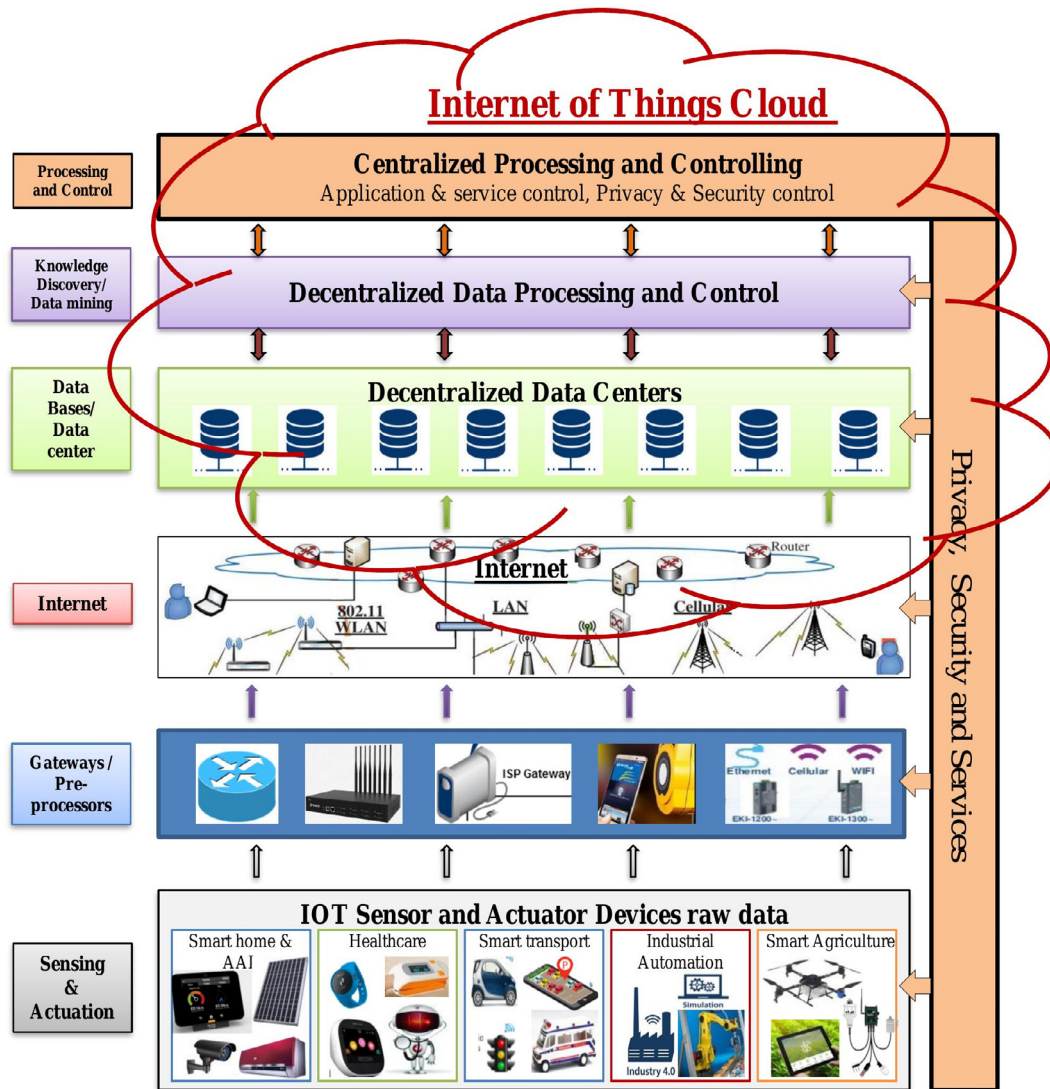 Internet of Things Cloud
Processing
and Control
Centralized Processing and Controlling
Application & service control, Privacy & Security control
Knowledge
Discovery/
Data mining
Decentralized Data Processing and Control
Data
Bases/
Data
center
Decentralized Data Centers
Privacy, Security and Services
Internet
Router
Internet
802.11
WLAN
LAN
Cellular
Gateways /
Pre-
processors
ISP Gateway
Ethernet
Cellular
WIFI
EKI-1200~
EKI-1300~
Sensing
&
Actuation
IOT Sensor and Actuator Devices raw data
Smart home &
AAI
Healthcare
Smart transport
P
Industrial
Automation
Simulation
Industry 4.0
Smart Agriculture